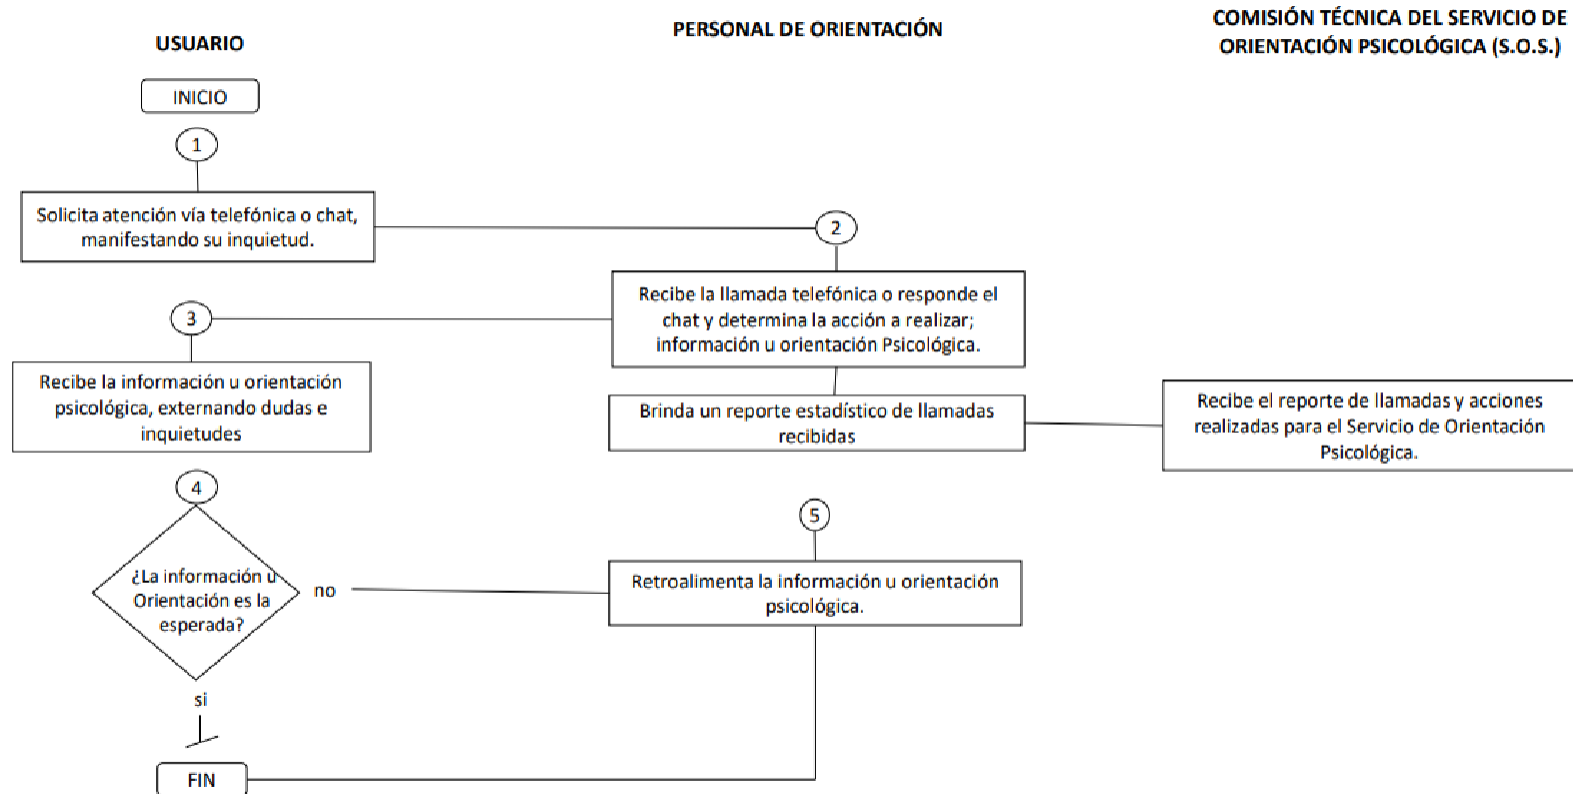 USUARIO
PERSONAL DE ORIENTACIÓN
COMISIÓN TÉCNICA DEL SERVICIO DE
ORIENTACIÓN PSICOLÓGICA (S.O.S.)
INICIO
1
Solicita atención vía telefónica o chat,
manifestando su inquietud.
2
Recibe la llamada telefónica o responde el
chat y determina la acción a realizar;
información u orientación Psicológica.
3
Recibe la información u orientación
psicológica, externando dudas e
inquietudes
Brinda un reporte estadístico de llamadas
recibidas
Recibe el reporte de llamadas y acciones
realizadas para el Servicio de Orientación
Psicológica.
4
¿La información u
Orientación es la
esperada?
no
5
Retroalimenta la información u orientación
psicológica.
si
FIN